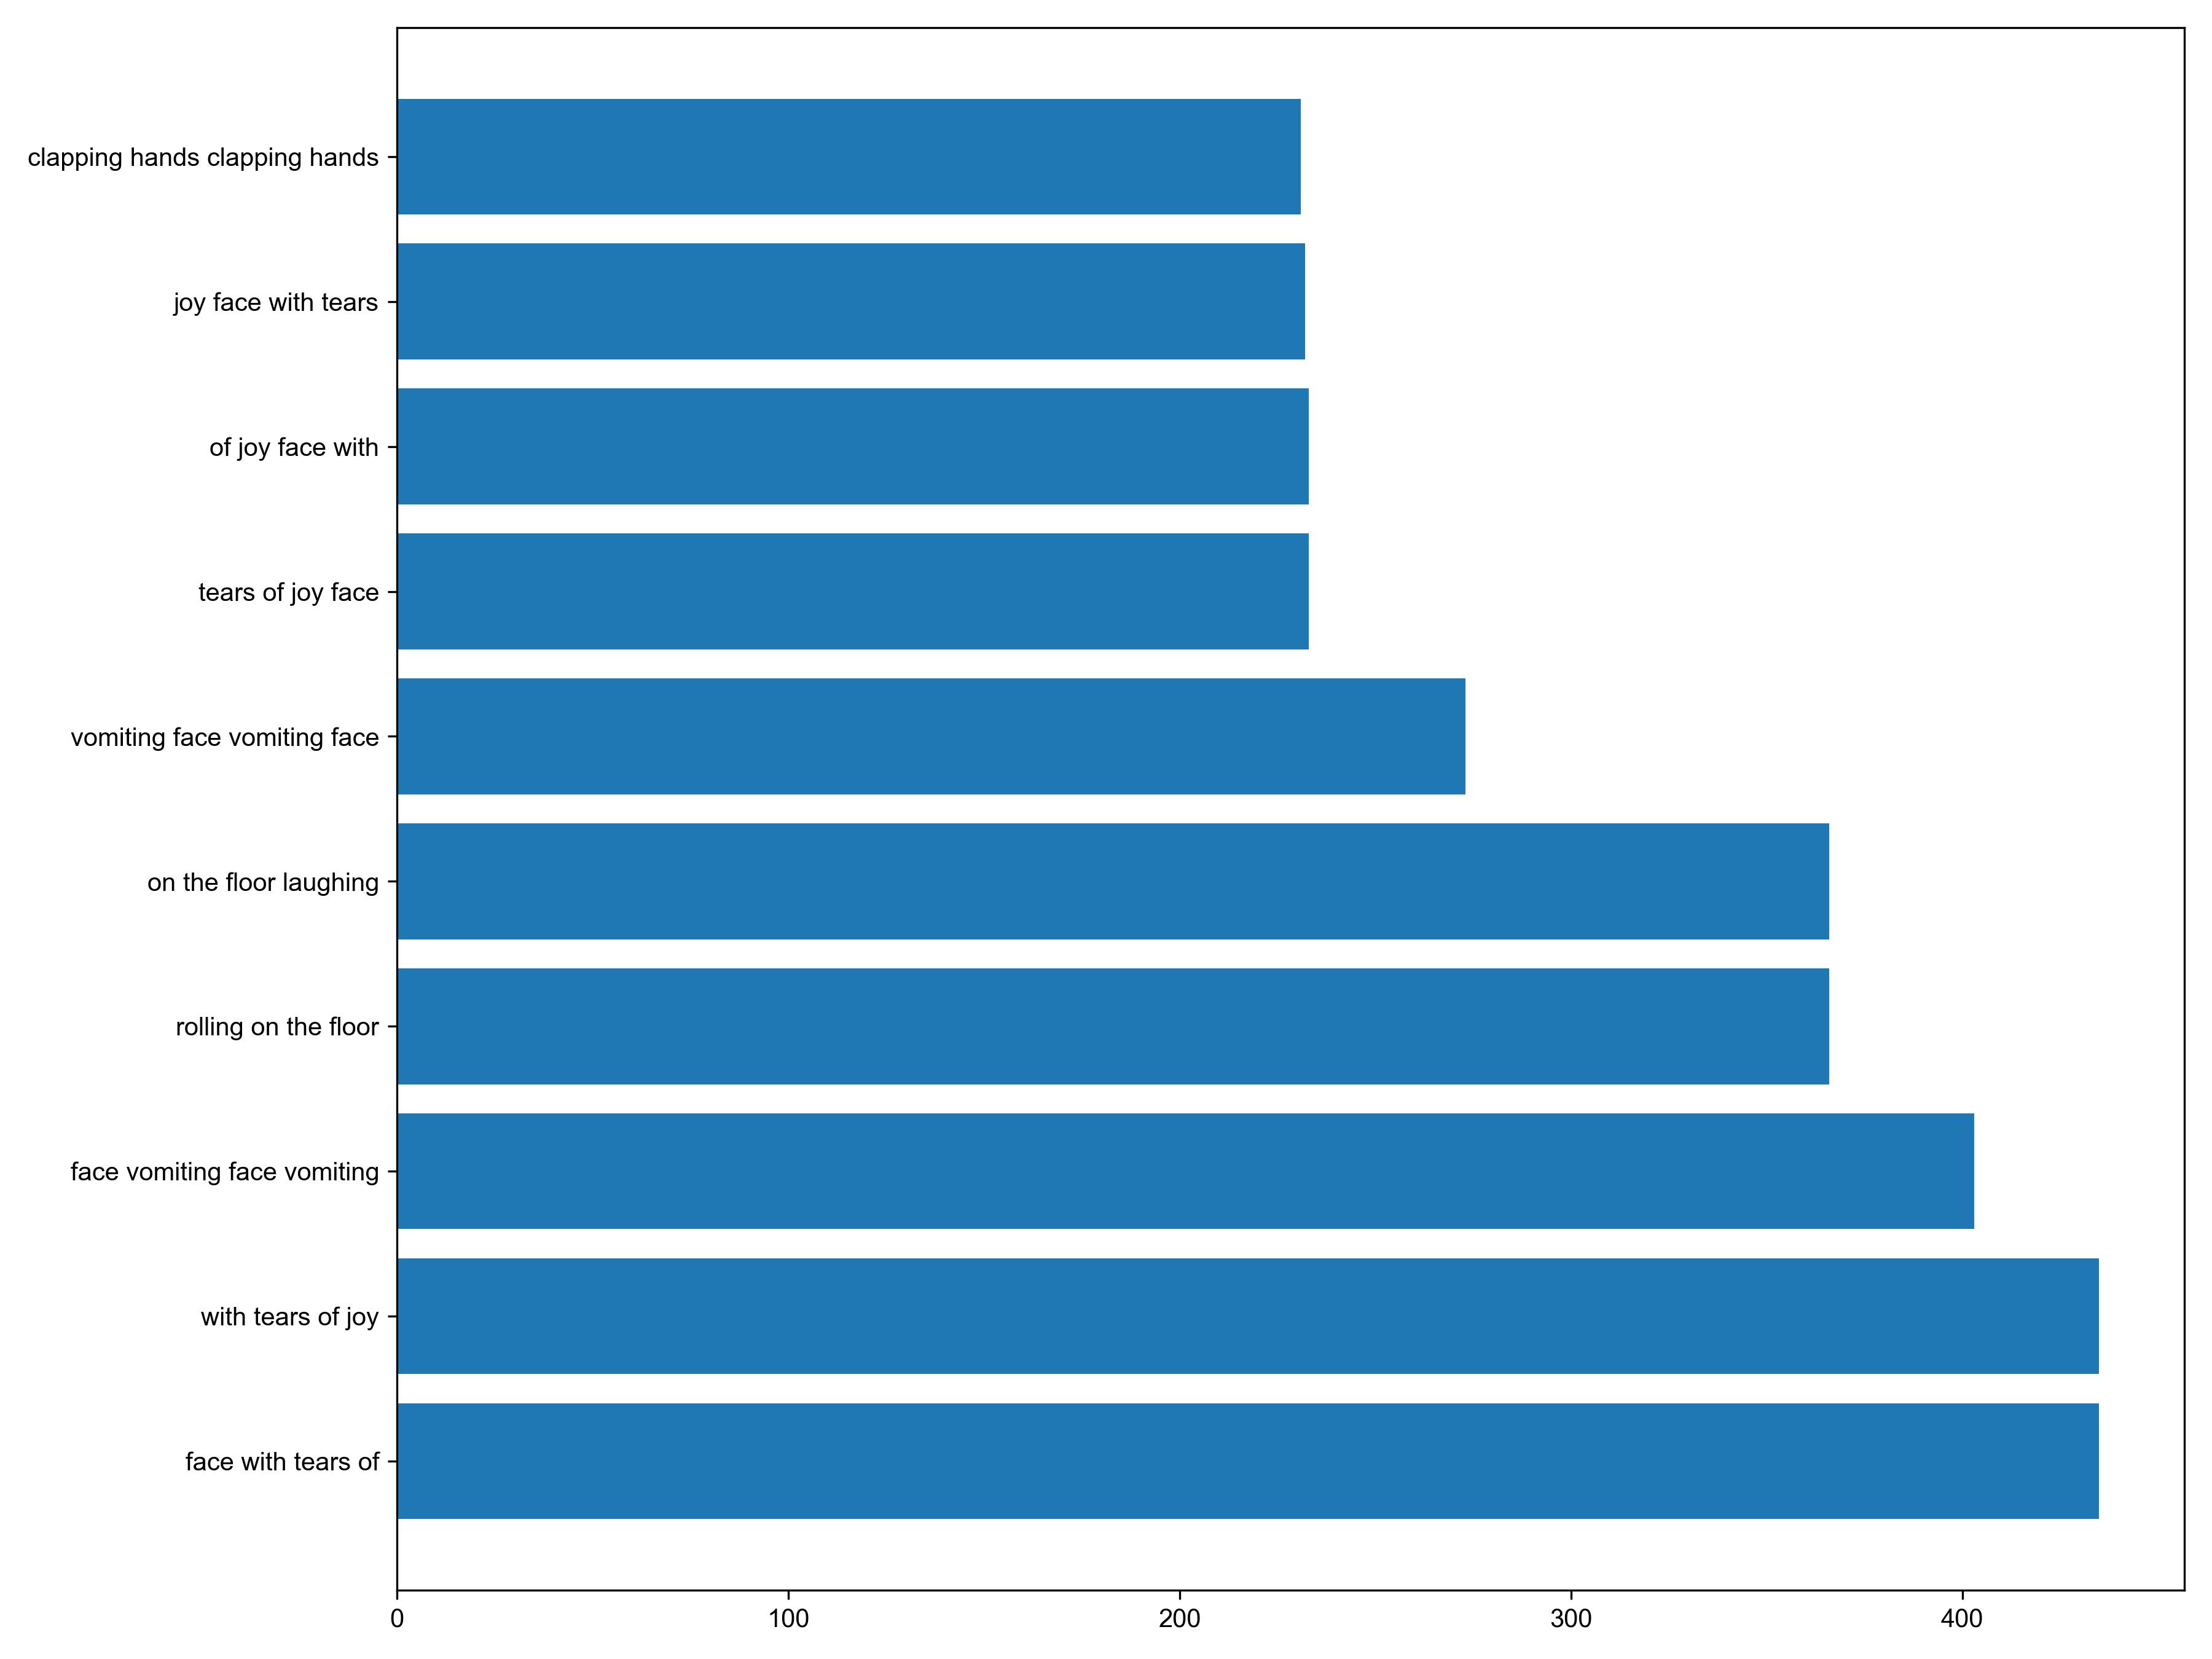 clapping hands clapping hands
joy face with tears
of joy face with
tears of joy face
vomiting face vomiting face
on the floor laughing
rolling on the floor
face vomiting face vomiting
with tears of joy
face with tears of
0 100 200 300 400